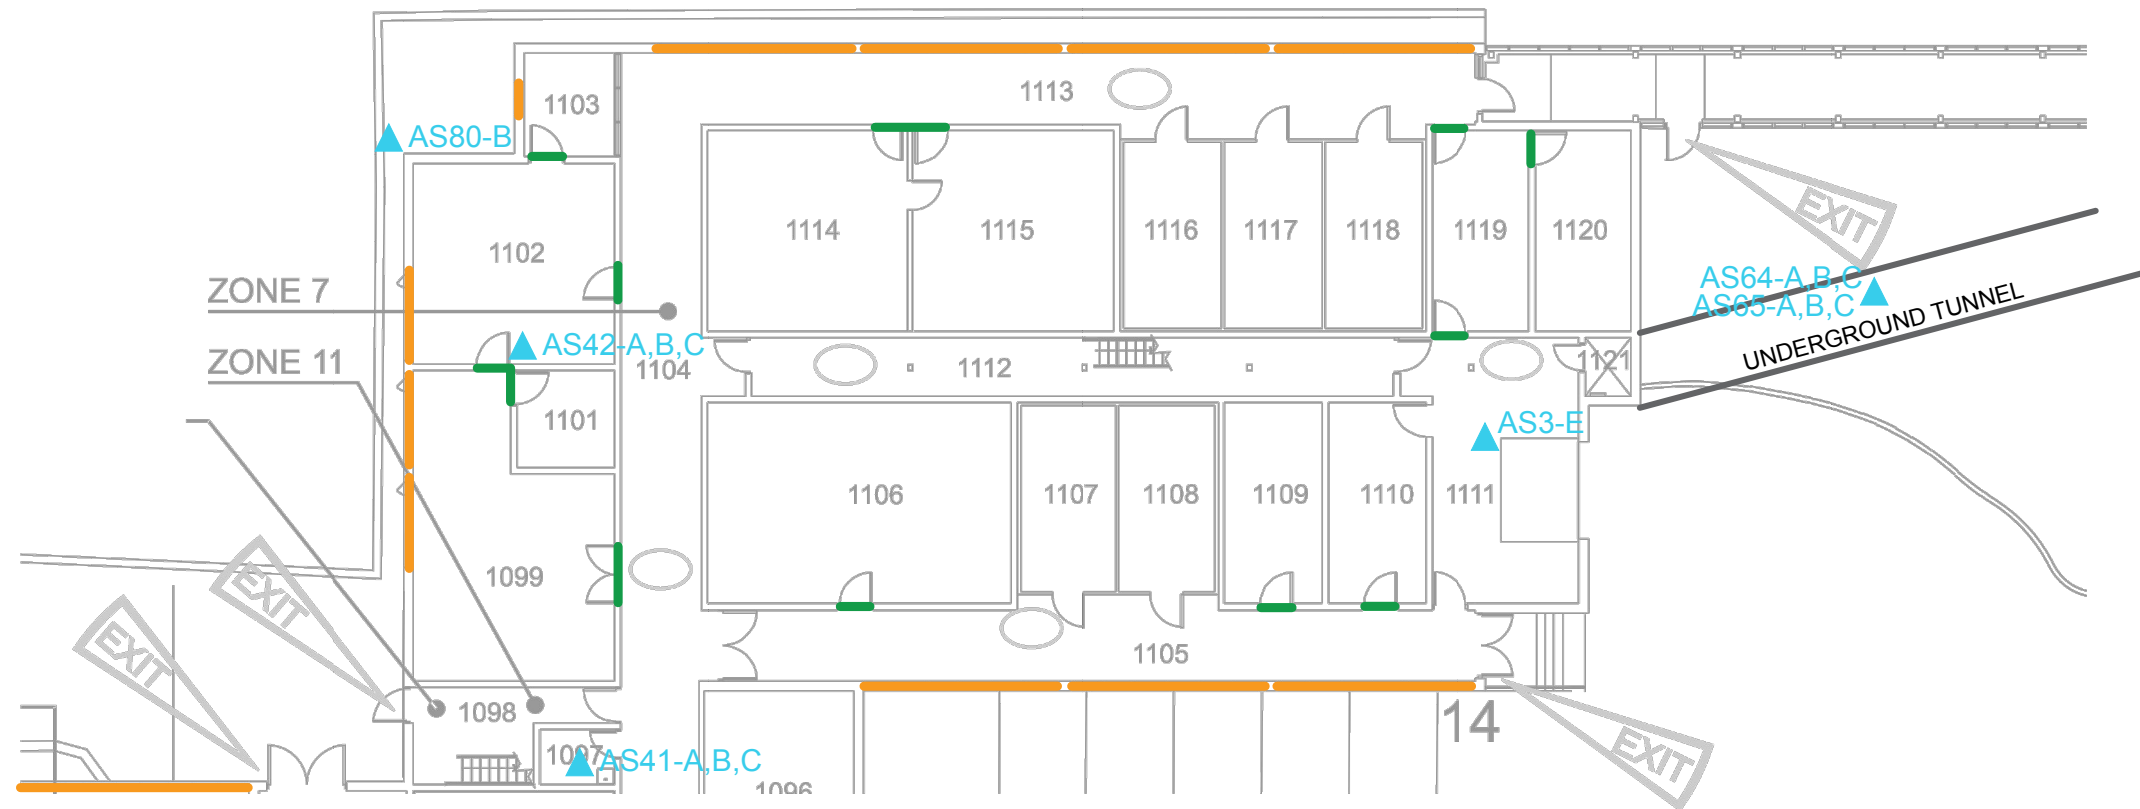 1113
1103
AS80-B
1102
1114
1115
1116
1117
1118
1119
1120
EXIT
ZONE 7
AS64-A,B,C
AS65-A,B,C
UNDERGROUND TUNNEL
AS42-A,B,C
ZONE 11
1104
1112
1121
1101
AS3-E
1106
1107
1108
1109
1110
1111
1099
EXIT
EXIT
1105
1098
14
EXIT
1097
AS41-A,B,C
1096